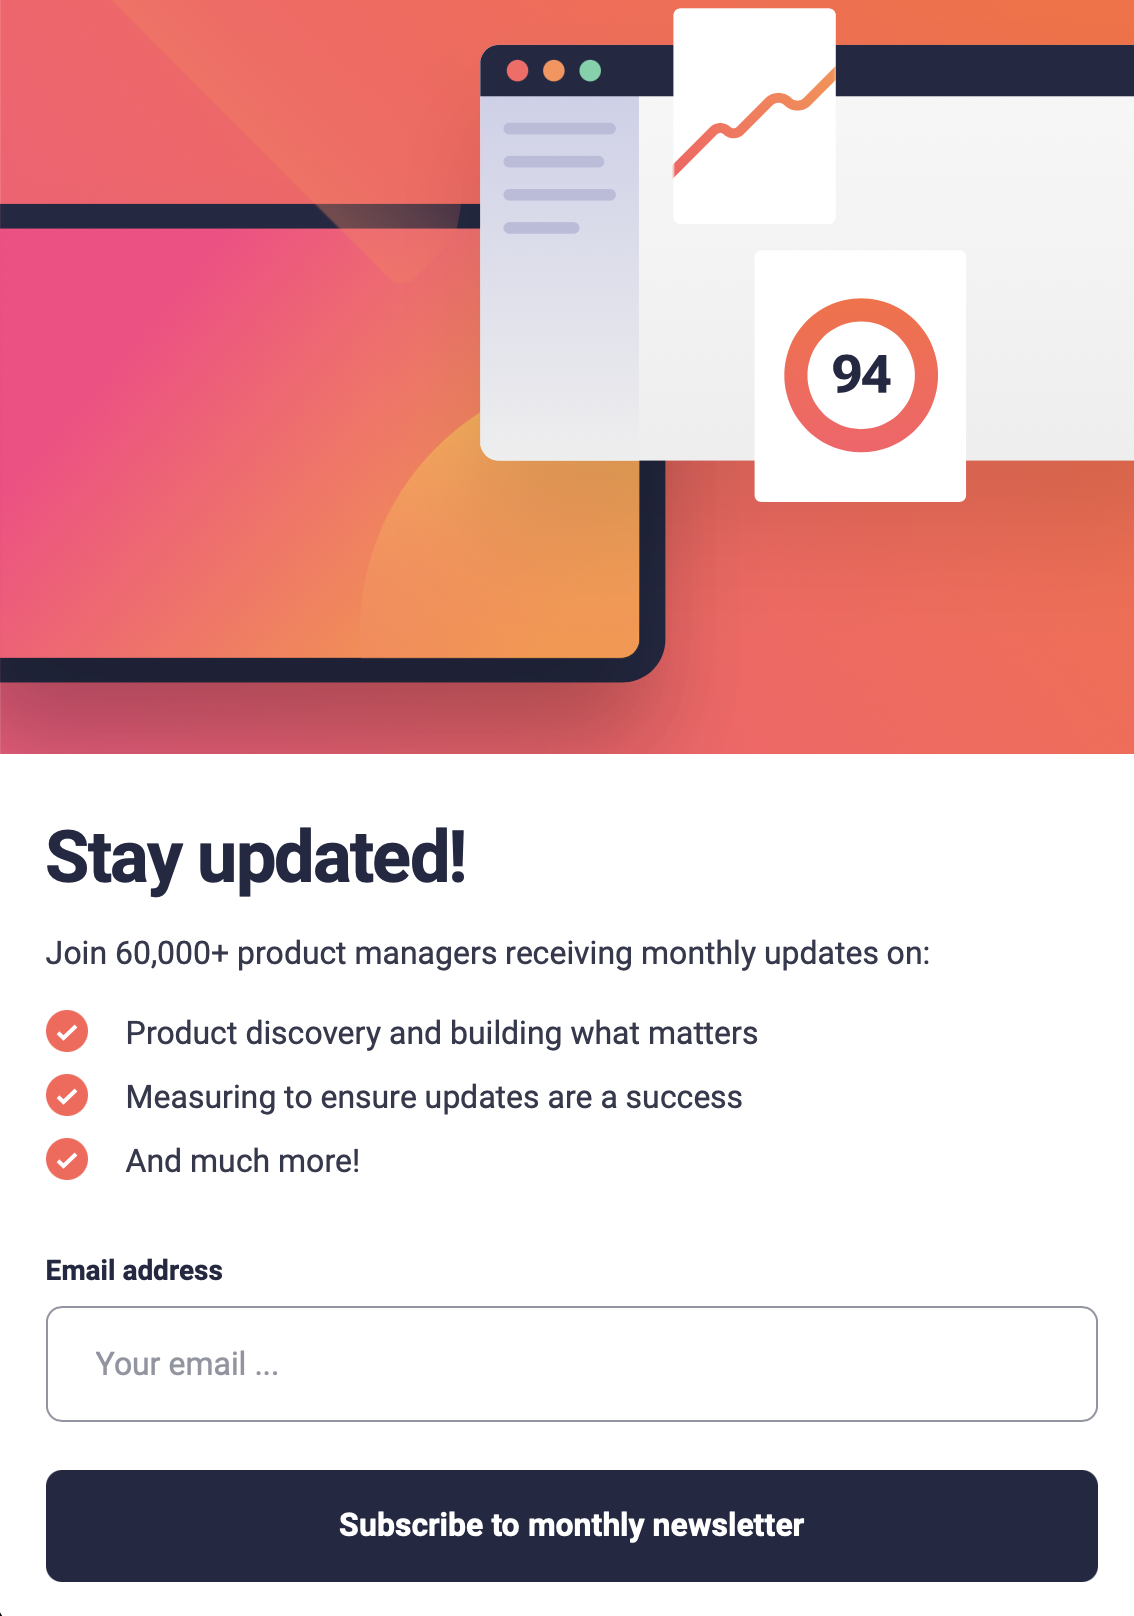 94
Stay updated!
Join 60,000+ product managers receiving monthly updates on:
Product discovery and building what matters
Measuring to ensure updates are a success
And much more!
Email address
Your email ...
Subscribe to monthly newsletter